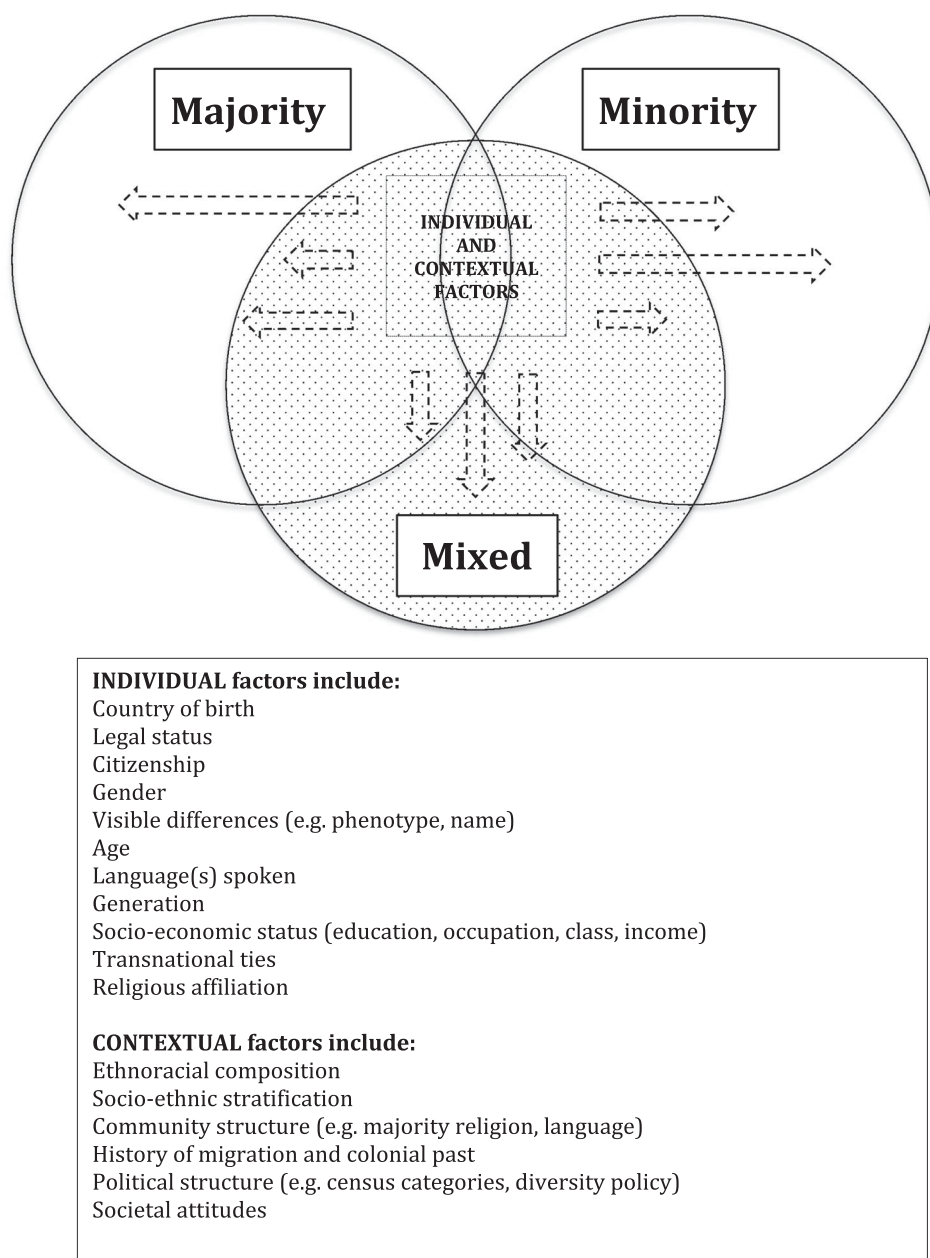 Majority
Minority
INDIVIDUAL
AND
CONTEXTUAL
FACTORS
Mixed
INDIVIDUAL factors include:
Country of birth
Legal status
Citizenship
Gender
Visible differences (e.g. phenotype, name)
Age
Language(s) spoken
Generation
Socio-economic status (education, occupation, class, income)
Transnational ties
Religious affiliation
CONTEXTUAL factors include:
Ethnoracial composition
Socio-ethnic stratification
Community structure (e.g. majority religion, language)
History of migration and colonial past
Political structure (e.g. census categories, diversity policy)
Societal attitudes